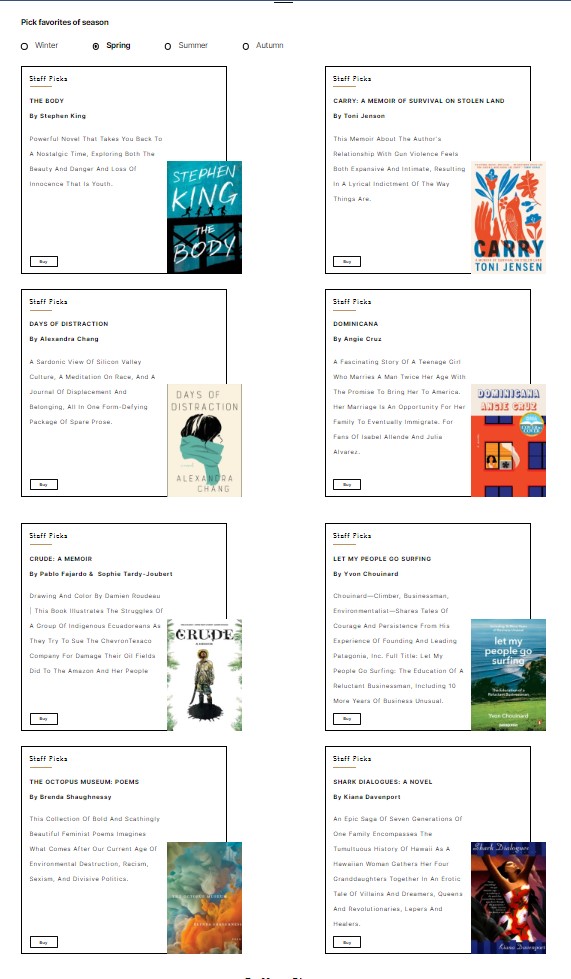 Pick favorites of season
Winter
Spring
Summer
Autumn
Staff Picks
THE BODY
By Stephen King
Powerful Novel That Takes You Back To
A Nostalgic Time, Exploring Both The
Beauty And Danger And Loss Of
Innocence That Is Youth.
Buy
STEPHEN
KING
THE
BODY
Staff Picks
CARRY: A MEMOIR OF SURVIVAL ON STOLEN LAND
By Toni Jenson
This Memoir About The Author's
Relationship With Gun Violence Feels
Both Expansive And Intimate, Resulting
In A Lyrical Indictment Of The Way
Things Are.
Buy
CARRY
A MEMOIR OF SURVIVAL ON STOLEN LAND
TONI JENSEN
Staff Picks
DAYS OF DISTRACTION
By Alexandra Chang
A Sardonic View Of Silicon Valley
Culture, A Meditation On Race, And A
Journal Of Displacement And
Belonging, All In One Form-Defying
Package Of Spare Prose.
Buy
DAYS OF
DISTRACTION
ALEXANDRA
CHANG
Staff Picks
DOMINICANA
By Angie Cruz
A Fascinating Story Of A Teenage Girl
Who Marries A Man Twice Her Age With
The Promise To Bring Her To America.
Her Marriage Is An Opportunity For Her
Family To Eventually Immigrate. For
Fans Of Isabel Allende And Julia
Alvarez.
Buy
DOMINICANA
ANGIE CRUZ
Staff Picks
CRUDE: A MEMOIR
By Pablo Fajardo & Sophie Tardy-Joubert
Drawing And Color By Damien Roudeau
| This Book Illustrates The Struggles Of
A Group Of Indigenous Ecuadoreans As
They Try To Sue The ChevronTexaco
Company For Damage Their Oil Fields
Did To The Amazon And Her People
Buy
CRUDE
Staff Picks
LET MY PEOPLE GO SURFING
By Yvon Chouinard
Chouinard—Climber, Businessman,
Environmentalist—Shares Tales Of
Courage And Persistence From His
Experience Of Founding And Leading
Patagonia, Inc. Full Title: Let My
People Go Surfing: The Education Of A
Reluctant Businessman, Including 10
More Years Of Business Unusual.
Buy
let my
people go
surfing
The Education of a
Reluctant Businessman
Yvon Chouinard
Staff Picks
THE OCTOPUS MUSEUM: POEMS
By Brenda Shaughnessy
This Collection Of Bold And Scathingly
Beautiful Feminist Poems Imagines
What Comes After Our Current Age Of
Environmental Destruction, Racism,
Sexism, And Divisive Politics.
Buy
THE OCTOPUS MUSEUM
BRENDA SHAUGHNESSY
Staff Picks
SHARK DIALOGUES: A NOVEL
By Kiana Davenport
An Epic Saga Of Seven Generations Of
One Family Encompasses The
Tumultuous History Of Hawaii As A
Hawaiian Woman Gathers Her Four
Granddaughters Together In An Erotic
Tale Of Villains And Dreamers, Queens
And Revolutionaries, Lepers And
Healers.
Buy
Shark Dialogues
Kiana Davenport